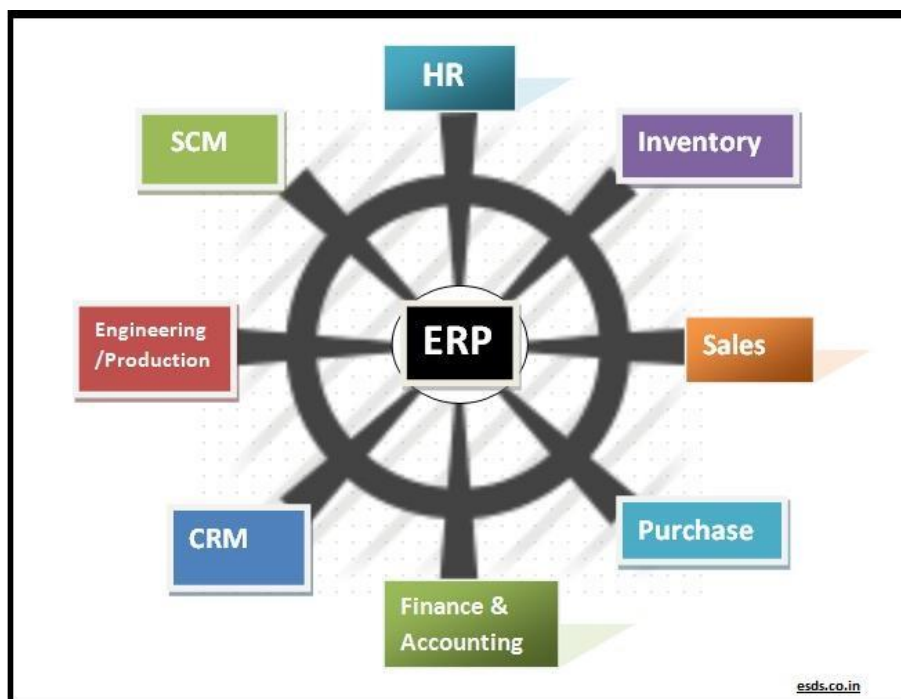 HR
SCM
Inventory
Engineering
/Production
ERP
Sales
CRM
Purchase
Finance &
Accounting
esds.co.in